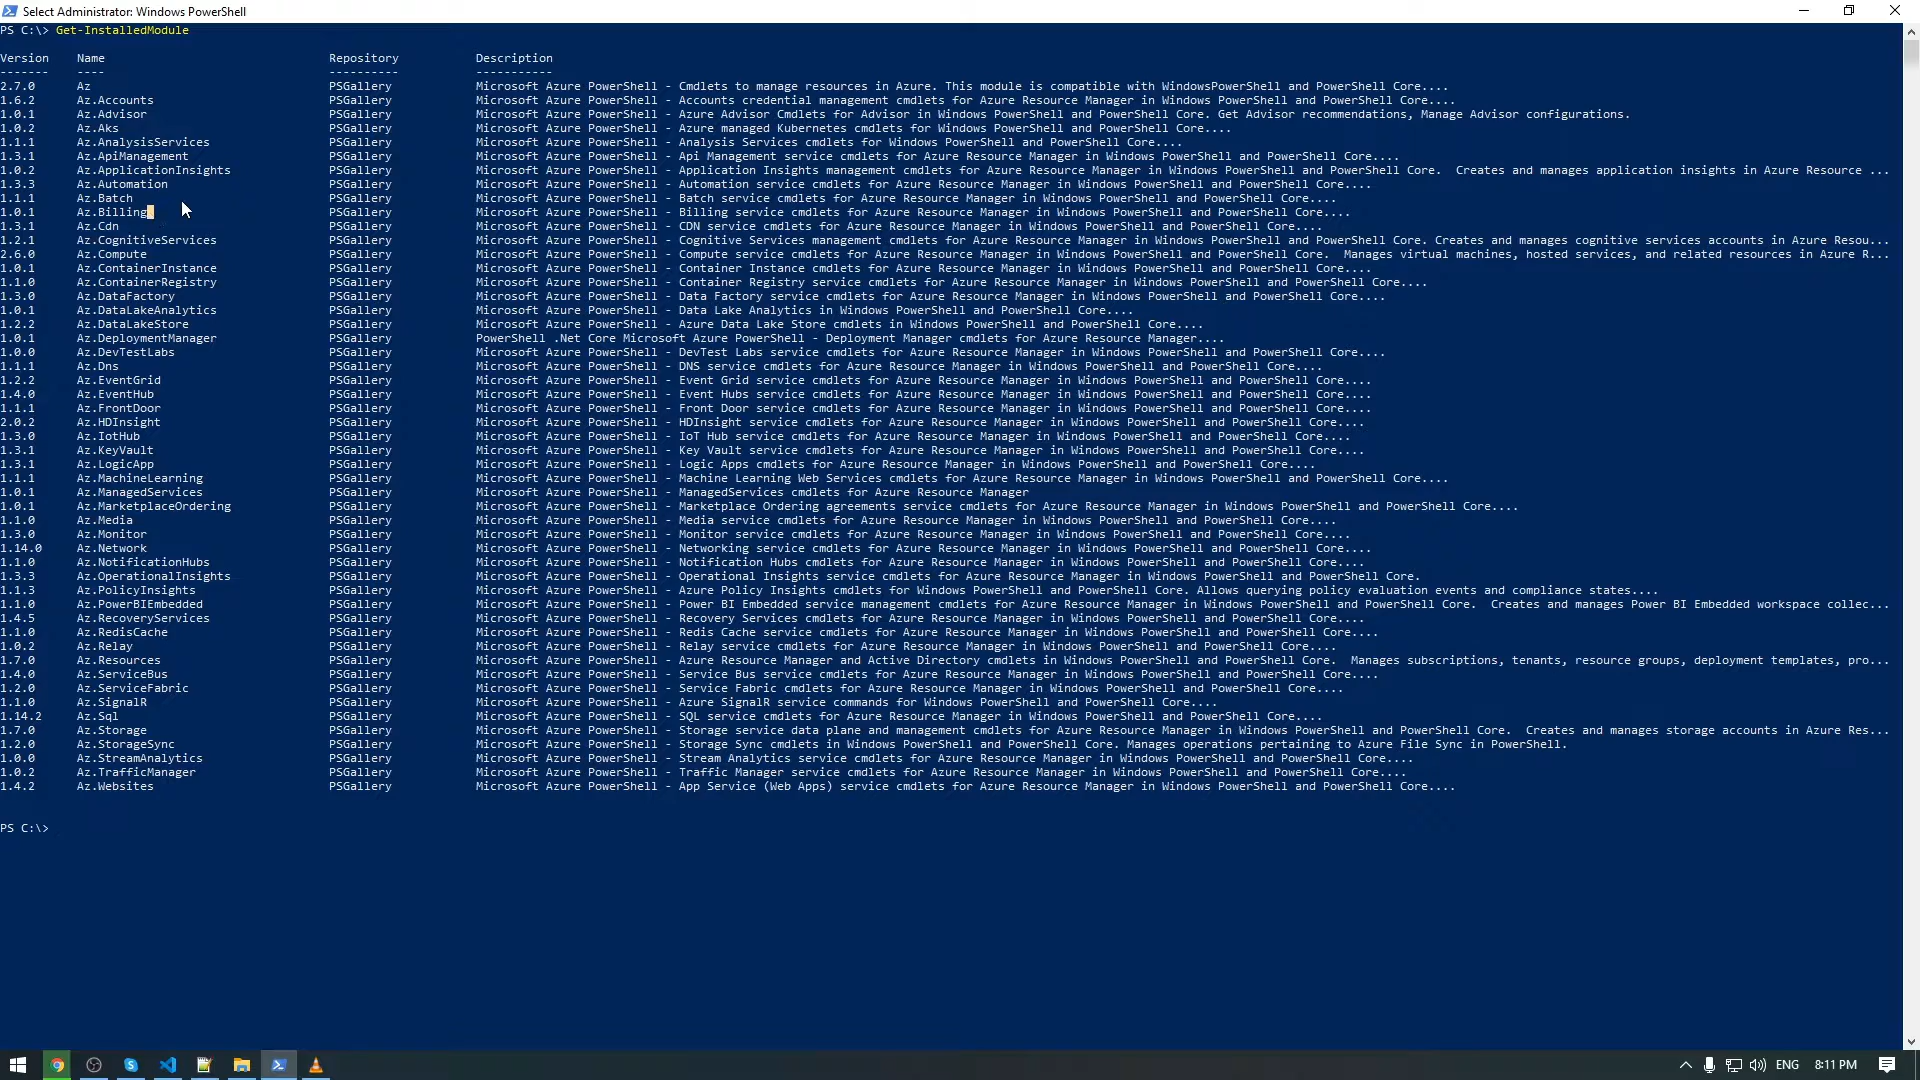 Select Administrator: Windows PowerShell
PS C:\> Get-InstalledModule
Version Name Repository Description
------- ---- ---------- -----------
2.7.0 Az PSGallery Microsoft Azure PowerShell - Cmdlets to manage resources in Azure. This module is compatible with WindowsPowerShell and PowerShell Core....
1.6.2 Az.Accounts PSGallery Microsoft Azure PowerShell - Accounts credential management cmdlets for Azure Resource Manager in Windows PowerShell and PowerShell Core....
1.0.1 Az.Advisor PSGallery Microsoft Azure PowerShell - Azure Advisor Cmdlets for Advisor in Windows PowerShell and PowerShell Core. Get Advisor recommendations, Manage Advisor configurations.
1.0.2 Az.Aks PSGallery Microsoft Azure PowerShell - Azure managed Kubernetes cmdlets for Windows PowerShell and PowerShell Core....
1.1.1 Az.AnalysisServices PSGallery Microsoft Azure PowerShell - Analysis Services cmdlets for Windows PowerShell and PowerShell Core....
1.3.1 Az.ApiManagement PSGallery Microsoft Azure PowerShell - Api Management service cmdlets for Azure Resource Manager in Windows PowerShell and PowerShell Core....
1.0.2 Az.ApplicationInsights PSGallery Microsoft Azure PowerShell - Application Insights management cmdlets for Azure Resource Manager in Windows PowerShell and PowerShell Core.  Creates and manages application insights in Azure Resource ...
1.3.3 Az.Automation PSGallery Microsoft Azure PowerShell - Automation service cmdlets for Azure Resource Manager in Windows PowerShell and PowerShell Core....
1.1.1 Az.Batch PSGallery Microsoft Azure PowerShell - Batch service cmdlets for Azure Resource Manager in Windows PowerShell and PowerShell Core....
1.0.1 Az.Billing PSGallery Microsoft Azure PowerShell - Billing service cmdlets for Azure Resource Manager in Windows PowerShell and PowerShell Core....
1.3.1 Az.Cdn PSGallery Microsoft Azure PowerShell - CDN service cmdlets for Azure Resource Manager in Windows PowerShell and PowerShell Core....
1.2.1 Az.CognitiveServices PSGallery Microsoft Azure PowerShell - Cognitive Services management cmdlets for Azure Resource Manager in Windows PowerShell and PowerShell Core. Creates and manages cognitive services accounts in Azure Resou...
2.6.0 Az.Compute PSGallery Microsoft Azure PowerShell - Compute service cmdlets for Azure Resource Manager in Windows PowerShell and PowerShell Core.  Manages virtual machines, hosted services, and related resources in Azure R...
1.0.1 Az.ContainerInstance PSGallery Microsoft Azure PowerShell - Container Instance cmdlets for Azure Resource Manager in Windows PowerShell and PowerShell Core....
1.1.0 Az.ContainerRegistry PSGallery Microsoft Azure PowerShell - Container Registry service cmdlets for Azure Resource Manager in Windows PowerShell and PowerShell Core....
1.3.0 Az.DataFactory PSGallery Microsoft Azure PowerShell - Data Factory service cmdlets for Azure Resource Manager in Windows PowerShell and PowerShell Core....
1.0.1 Az.DataLakeAnalytics PSGallery Microsoft Azure PowerShell - Data Lake Analytics in Windows PowerShell and PowerShell Core....
1.2.2 Az.DataLakeStore PSGallery Microsoft Azure PowerShell - Azure Data Lake Store cmdlets in Windows PowerShell and PowerShell Core....
1.0.1 Az.DeploymentManager PSGallery PowerShell .Net Core Microsoft Azure PowerShell - Deployment Manager cmdlets for Azure Resource Manager....
1.0.0 Az.DevTestLabs PSGallery Microsoft Azure PowerShell - DevTest Labs service cmdlets for Azure Resource Manager in Windows PowerShell and PowerShell Core....
1.1.1 Az.Dns PSGallery Microsoft Azure PowerShell - DNS service cmdlets for Azure Resource Manager in Windows PowerShell and PowerShell Core....
1.2.2 Az.EventGrid PSGallery Microsoft Azure PowerShell - Event Grid service cmdlets for Azure Resource Manager in Windows PowerShell and PowerShell Core....
1.4.0 Az.EventHub PSGallery Microsoft Azure PowerShell - Event Hubs service cmdlets for Azure Resource Manager in Windows PowerShell and PowerShell Core....
1.1.1 Az.FrontDoor PSGallery Microsoft Azure PowerShell - Front Door service cmdlets for Azure Resource Manager in Windows PowerShell and PowerShell Core....
2.0.2 Az.HDInsight PSGallery Microsoft Azure PowerShell - HDInsight service cmdlets for Azure Resource Manager in Windows PowerShell and PowerShell Core....
1.3.0 Az.IotHub PSGallery Microsoft Azure PowerShell - IoT Hub service cmdlets for Azure Resource Manager in Windows PowerShell and PowerShell Core....
1.3.1 Az.KeyVault PSGallery Microsoft Azure PowerShell - Key Vault service cmdlets for Azure Resource Manager in Windows PowerShell and PowerShell Core....
1.3.1 Az.LogicApp PSGallery Microsoft Azure PowerShell - Logic Apps cmdlets for Azure Resource Manager in Windows PowerShell and PowerShell Core....
1.1.1 Az.MachineLearning PSGallery Microsoft Azure PowerShell - Machine Learning Web Services cmdlets for Azure Resource Manager in Windows PowerShell and PowerShell Core....
1.0.1 Az.ManagedServices PSGallery Microsoft Azure PowerShell - ManagedServices cmdlets for Azure Resource Manager
1.0.1 Az.MarketplaceOrdering PSGallery Microsoft Azure PowerShell - Marketplace Ordering agreements service cmdlets for Azure Resource Manager in Windows PowerShell and PowerShell Core....
1.1.0 Az.Media PSGallery Microsoft Azure PowerShell - Media service cmdlets for Azure Resource Manager in Windows PowerShell and PowerShell Core....
1.3.0 Az.Monitor PSGallery Microsoft Azure PowerShell - Monitor service cmdlets for Azure Resource Manager in Windows PowerShell and PowerShell Core....
1.14.0 Az.Network PSGallery Microsoft Azure PowerShell - Networking service cmdlets for Azure Resource Manager in Windows PowerShell and PowerShell Core....
1.1.0 Az.NotificationHubs PSGallery Microsoft Azure PowerShell - Notification Hubs cmdlets for Azure Resource Manager in Windows PowerShell and PowerShell Core....
1.3.3 Az.OperationalInsights PSGallery Microsoft Azure PowerShell - Operational Insights service cmdlets for Azure Resource Manager in Windows PowerShell and PowerShell Core.
1.1.3 Az.PolicyInsights PSGallery Microsoft Azure PowerShell - Azure Policy Insights cmdlets for Windows PowerShell and PowerShell Core. Allows querying policy evaluation events and compliance states....
1.1.0 Az.PowerBIEmbedded PSGallery Microsoft Azure PowerShell - Power BI Embedded service management cmdlets for Azure Resource Manager in Windows PowerShell and PowerShell Core.  Creates and manages Power BI Embedded workspace collec...
1.4.5 Az.RecoveryServices PSGallery Microsoft Azure PowerShell - Recovery Services cmdlets for Azure Resource Manager in Windows PowerShell and PowerShell Core....
1.1.0 Az.RedisCache PSGallery Microsoft Azure PowerShell - Redis Cache service cmdlets for Azure Resource Manager in Windows PowerShell and PowerShell Core....
1.0.2 Az.Relay PSGallery Microsoft Azure PowerShell - Relay service cmdlets for Azure Resource Manager in Windows PowerShell and PowerShell Core....
1.7.0 Az.Resources PSGallery Microsoft Azure PowerShell - Azure Resource Manager and Active Directory cmdlets in Windows PowerShell and PowerShell Core.  Manages subscriptions, tenants, resource groups, deployment templates, pro...
1.4.0 Az.ServiceBus PSGallery Microsoft Azure PowerShell - Service Bus service cmdlets for Azure Resource Manager in Windows PowerShell and PowerShell Core....
1.2.0 Az.ServiceFabric PSGallery Microsoft Azure PowerShell - Service Fabric cmdlets for Azure Resource Manager in Windows PowerShell and PowerShell Core....
1.1.0 Az.SignalR PSGallery Microsoft Azure PowerShell - Azure SignalR service commands for Windows PowerShell and PowerShell Core....
1.14.2 Az.Sql PSGallery Microsoft Azure PowerShell - SQL service cmdlets for Azure Resource Manager in Windows PowerShell and PowerShell Core....
1.7.0 Az.Storage PSGallery Microsoft Azure PowerShell - Storage service data plane and management cmdlets for Azure Resource Manager in Windows PowerShell and PowerShell Core.  Creates and manages storage accounts in Azure Res...
1.2.0 Az.StorageSync PSGallery Microsoft Azure PowerShell - Storage Sync cmdlets in Windows PowerShell and PowerShell Core. Manages operations pertaining to Azure File Sync in PowerShell.
1.0.0 Az.StreamAnalytics PSGallery Microsoft Azure PowerShell - Stream Analytics service cmdlets for Azure Resource Manager in Windows PowerShell and PowerShell Core....
1.0.2 Az.TrafficManager PSGallery Microsoft Azure PowerShell - Traffic Manager service cmdlets for Azure Resource Manager in Windows PowerShell and PowerShell Core....
1.4.2 Az.Websites PSGallery Microsoft Azure PowerShell - App Service (Web Apps) service cmdlets for Azure Resource Manager in Windows PowerShell and PowerShell Core....
PS C:\>
ENG 8:11 PM